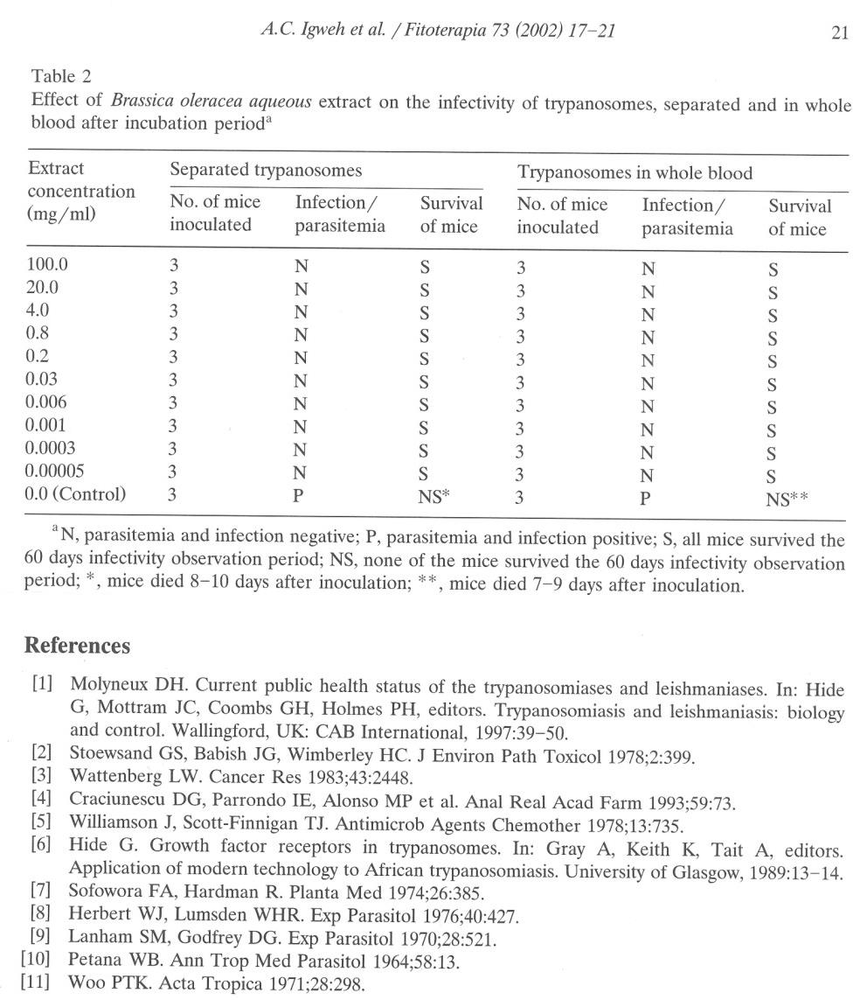 A.C. Igweh et al. / Fitoterapia 73 (2002) 17–21 21
Table 2
Effect of Brassica oleracea aqueous extract on the infectivity of trypanosomes, separated and in whole
blood after incubation periodᵃ
Extract Separated trypanosomes Trypanosomes in whole blood
concentration
(mg/ml) No. of mice Infection/ Survival No. of mice Infection/ Survival
inoculated parasitemia of mice inoculated parasitemia of mice
100.0 3 N S 3 N S
20.0 3 N S 3 N S
4.0 3 N S 3 N S
0.8 3 N S 3 N S
0.2 3 N S 3 N S
0.03 3 N S 3 N S
0.006 3 N S 3 N S
0.001 3 N S 3 N S
0.0003 3 N S 3 N S
0.00005 3 N S 3 N S
0.0 (Control) 3 P NS* 3 P NS**
ᵃ N, parasitemia and infection negative; P, parasitemia and infection positive; S, all mice survived the
60 days infectivity observation period; NS, none of the mice survived the 60 days infectivity observation
period; *, mice died 8–10 days after inoculation; **, mice died 7–9 days after inoculation.
References
[1] Molyneux DH. Current public health status of the trypanosomiases and leishmaniases. In: Hide
G, Mottram JC, Coombs GH, Holmes PH, editors. Trypanosomiasis and leishmaniasis: biology
and control. Wallingford, UK: CAB International, 1997:39–50.
[2] Stoewsand GS, Babish JG, Wimberley HC. J Environ Path Toxicol 1978;2:399.
[3] Wattenberg LW. Cancer Res 1983;43:2448.
[4] Craciunescu DG, Parrondo IE, Alonso MP et al. Anal Real Acad Farm 1993;59:73.
[5] Williamson J, Scott-Finnigan TJ. Antimicrob Agents Chemother 1978;13:735.
[6] Hide G. Growth factor receptors in trypanosomes. In: Gray A, Keith K, Tait A, editors.
Application of modern technology to African trypanosomiasis. University of Glasgow, 1989:13–14.
[7] Sofowora FA, Hardman R. Planta Med 1974;26:385.
[8] Herbert WJ, Lumsden WHR. Exp Parasitol 1976;40:427.
[9] Lanham SM, Godfrey DG. Exp Parasitol 1970;28:521.
[10] Petana WB. Ann Trop Med Parasitol 1964;58:13.
[11] Woo PTK. Acta Tropica 1971;28:298.